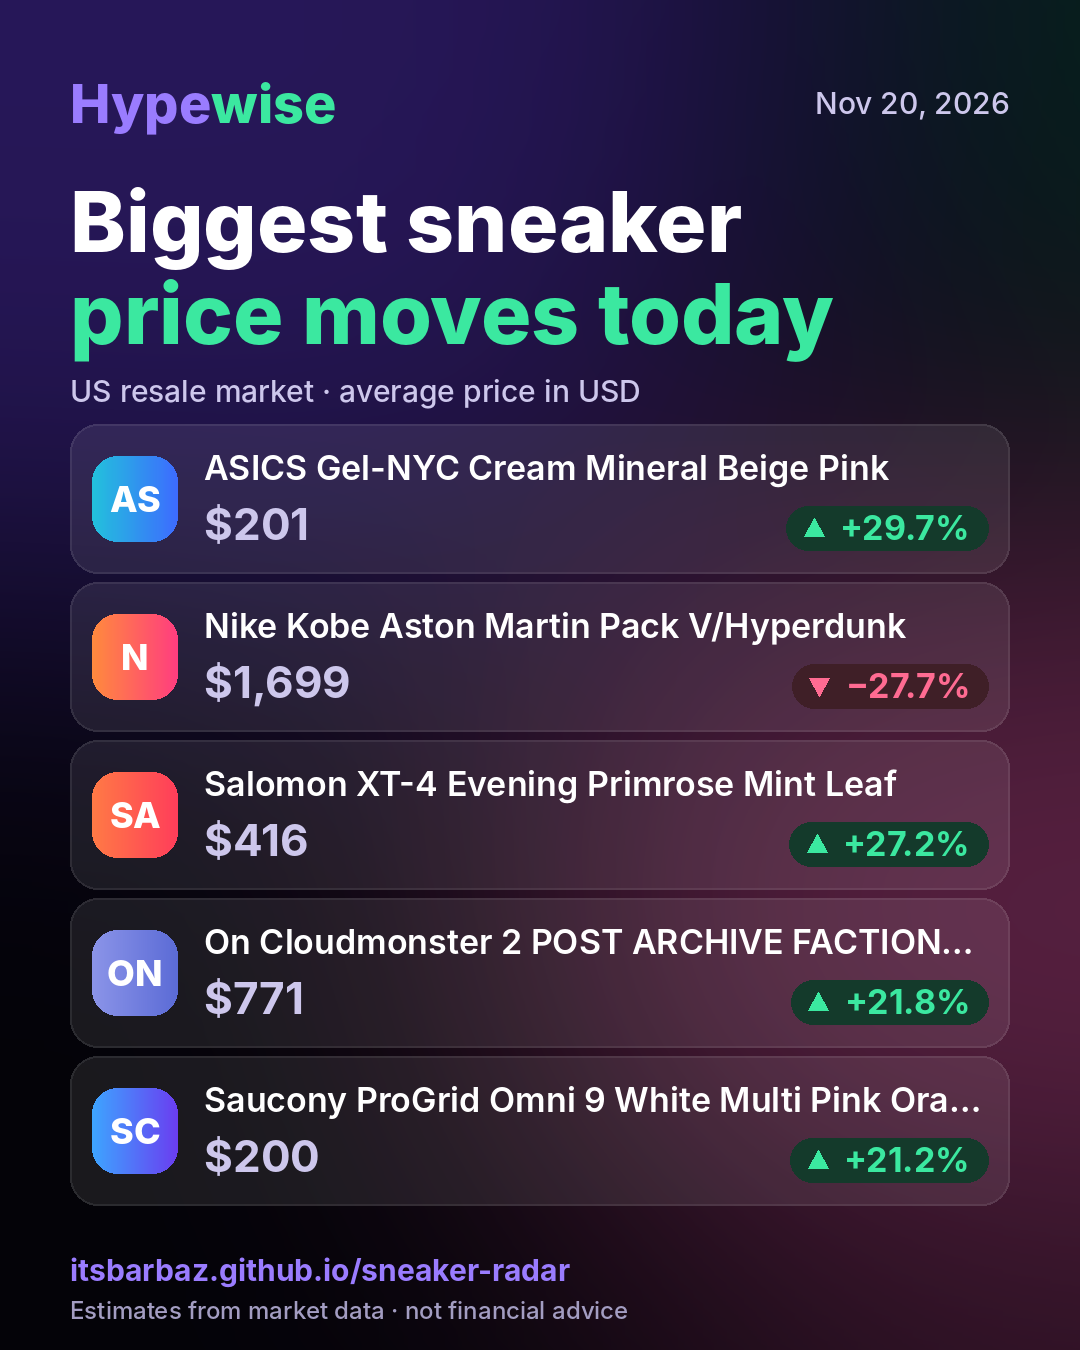 Hypewise
Nov 20, 2026
Biggest sneaker
price moves today
US resale market · average price in USD
AS
ASICS Gel-NYC Cream Mineral Beige Pink
$201
▲ +29.7%
N
Nike Kobe Aston Martin Pack V/Hyperdunk
$1,699
▼ −27.7%
SA
Salomon XT-4 Evening Primrose Mint Leaf
$416
▲ +27.2%
ON
On Cloudmonster 2 POST ARCHIVE FACTION…
$771
▲ +21.8%
SC
Saucony ProGrid Omni 9 White Multi Pink Ora…
$200
▲ +21.2%
itsbarbaz.github.io/sneaker-radar
Estimates from market data · not financial advice